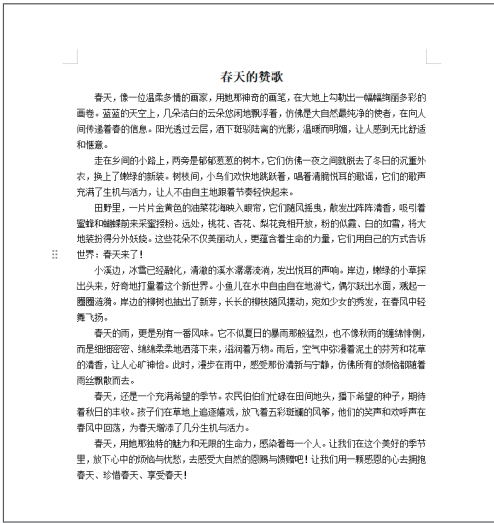 春天的赞歌
春天，像一位温柔多情的画家，用她那神奇的画笔，在大地上勾勒出一幅幅绚丽多彩的
画卷。蓝蓝的天空上，几朵洁白的云朵悠闲地飘浮着，仿佛是大自然最纯净的使者，在向人
间传递着春的信息。阳光透过云层，洒下斑驳陆离的光影，温暖而明媚，让人感到无比舒适
和惬意。
走在乡间的小路上，两旁是郁郁葱葱的树木，它们仿佛一夜之间就脱去了冬日的沉重外
衣，换上了嫩绿的新装。树枝间，小鸟们欢快地跳跃着，唱着清脆悦耳的歌谣，它们的歌声
充满了生机与活力，让人不由自主地跟着节奏轻快起来。
田野里，一片片金黄色的油菜花海映入眼帘，它们随风摇曳，散发出阵阵清香，吸引着
蜜蜂和蝴蝶前来采蜜授粉。远处，桃花、杏花、梨花竞相开放，粉的似霞、白的如雪，将大
地装扮得分外妖娆。这些花朵不仅美丽动人，更蕴含着生命的力量，它们用自己的方式告诉
世界：春天来了！
小溪边，冰雪已经融化，清澈的溪水潺潺流淌，发出悦耳的声响。岸边，嫩绿的小草探
出头来，好奇地打量着这个新世界。小鱼儿在水中自由自在地游弋，偶尔跃出水面，溅起一
圈圈涟漪。岸边的柳树也抽出了新芽，长长的柳枝随风摆动，宛如少女的秀发，在春风中轻
舞飞扬。
春天的雨，更是别有一番风味。它不似夏日的暴雨那般猛烈，也不像秋雨的缠绵悱恻，
而是细细密密、绵绵柔柔地洒落下来，滋润着万物。雨后，空气中弥漫着泥土的芬芳和花草
的清香，让人心旷神怡。此时，漫步在雨中，感受那份清新与宁静，仿佛所有的烦恼都随着
雨丝飘散而去。
春天，还是一个充满希望的季节。农民伯伯们忙碌在田间地头，播下希望的种子，期待
着秋日的丰收。孩子们在草地上追逐嬉戏，放飞着五彩斑斓的风筝，他们的笑声和欢呼声在
春风中回荡，为春天增添了几分生机与活力。
春天，用她那独特的魅力和无限的生命力，感染着每一个人。让我们在这个美好的季节
里，放下心中的烦恼与忧愁，去感受大自然的恩赐与馈赠吧！让我们用一颗感恩的心去拥抱
春天、珍惜春天、享受春天！